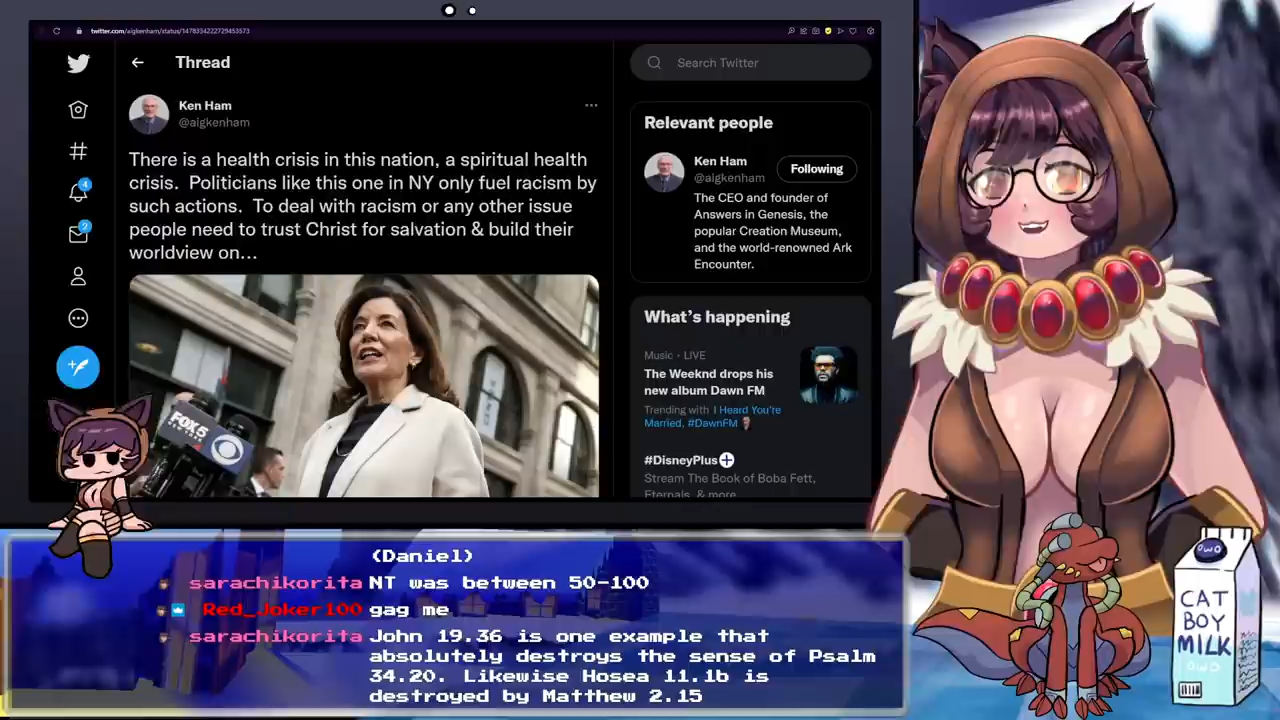 twitter.com/aigkenham/status/1478334222729453573
Thread
Search Twitter
Ken Ham
@aigkenham
There is a health crisis in this nation, a spiritual health
crisis. Politicians like this one in NY only fuel racism by
such actions. To deal with racism or any other issue
people need to trust Christ for salvation & build their
worldview on...
FOX 5
4
Relevant people
Ken Ham
@aigkenham
Following
The CEO and founder of
Answers in Genesis, the
popular Creation Museum,
and the world-renowned Ark
Encounter.
What's happening
Music · LIVE
The Weeknd drops his
new album Dawn FM
Trending with I Heard You're
Married, #DawnFM
#DisneyPlus
Stream The Book of Boba Fett,
Eternals, & more
(Daniel)
sarachikorita NT was between 50-100
Red_Joker100 gag me
sarachikorita John 19.36 is one example that
absolutely destroys the sense of Psalm
34.20. Likewise Hosea 11.1b is
destroyed by Matthew 2.15
OWO
CAT
BOY
MILK
OWO